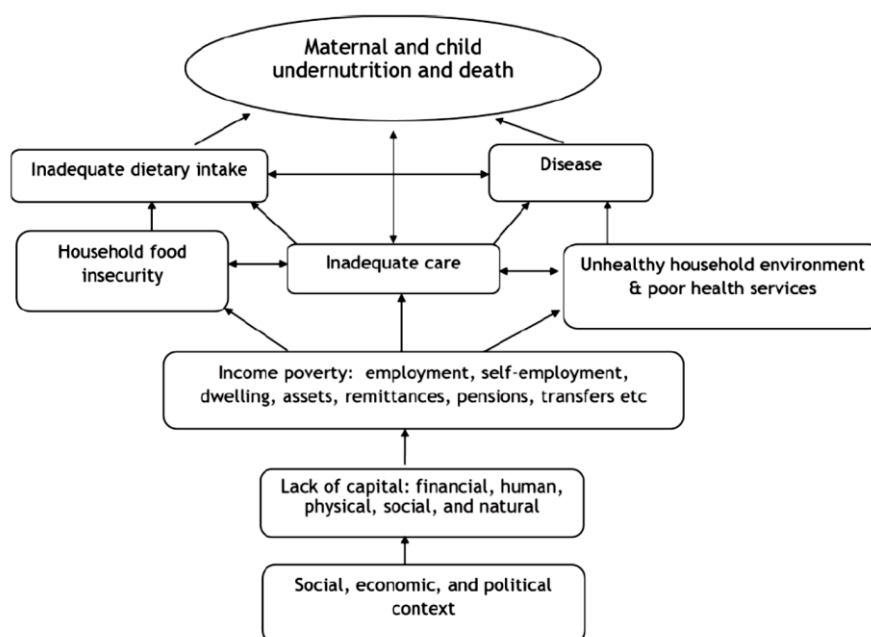 Maternal and child
undernutrition and death
Inadequate dietary intake
Disease
Household food
insecurity
Inadequate care
Unhealthy household environment
& poor health services
Income poverty: employment, self-employment,
dwelling, assets, remittances, pensions, transfers etc
Lack of capital: financial, human,
physical, social, and natural
Social, economic, and political
context